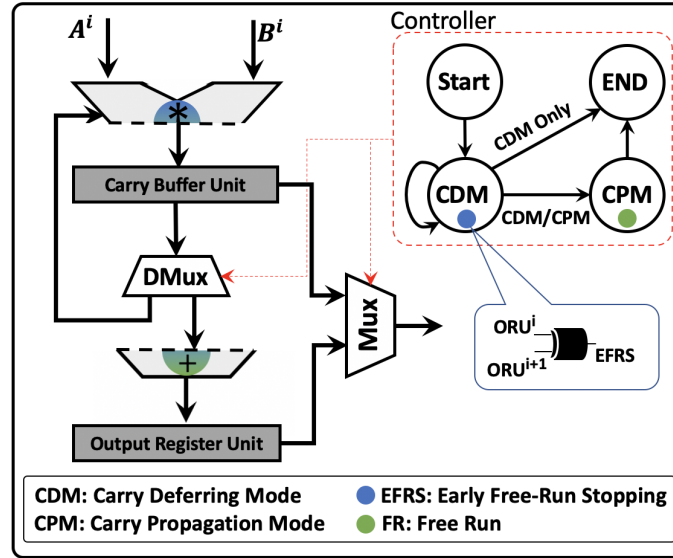 Controller
A^i
B^i
*
Start
END
CDM Only
CDM
CPM
CDM/CPM
Carry Buffer Unit
DMux
Mux
ORU^i
ORU^{i+1}
EFRS
+
Output Register Unit
CDM: Carry Deferring Mode
EFRS: Early Free-Run Stopping
CPM: Carry Propagation Mode
FR: Free Run